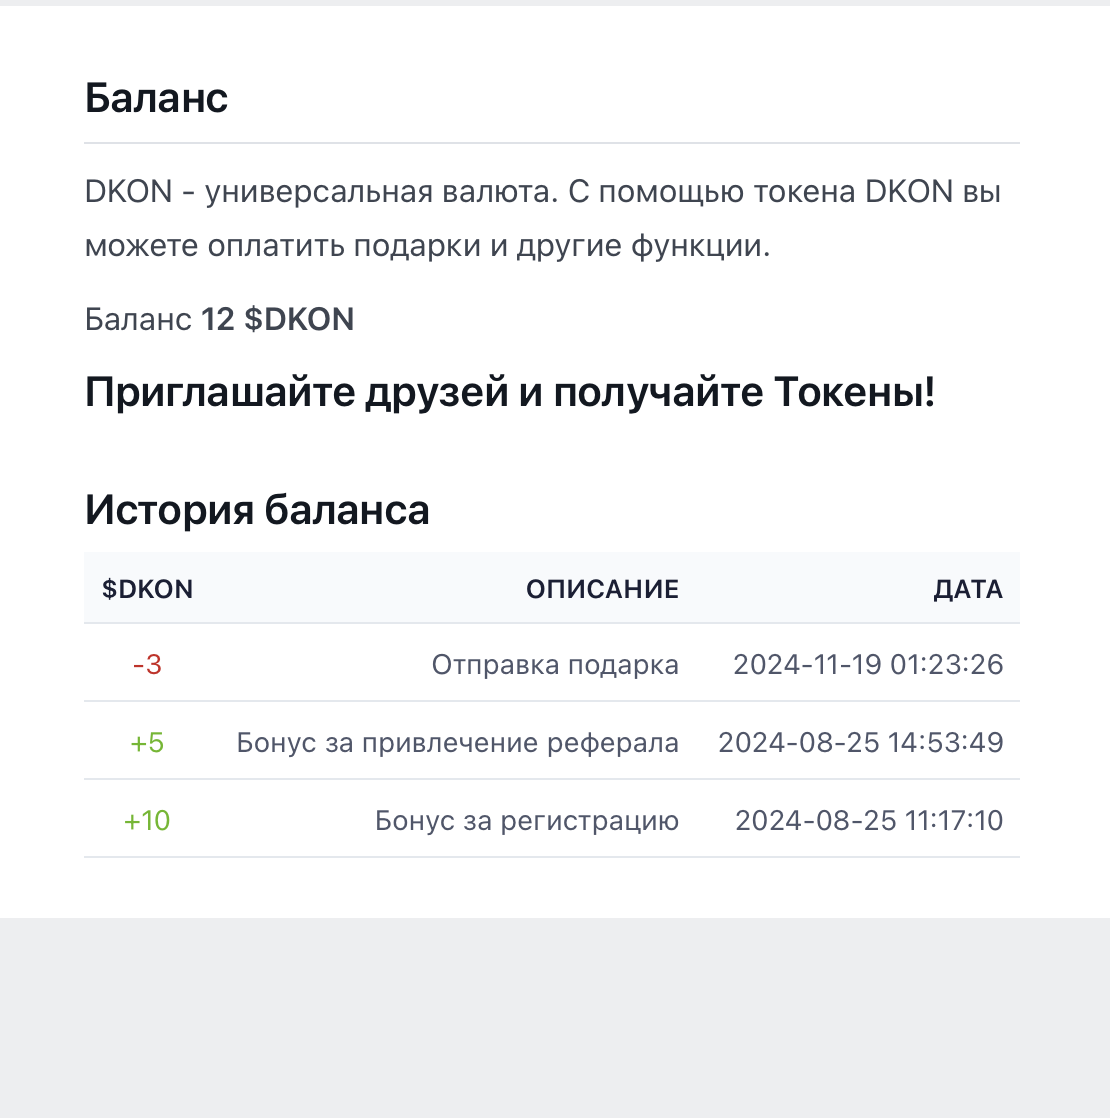 Баланс
DKON - универсальная валюта. С помощью токена DKON вы
можете оплатить подарки и другие функции.
Баланс 12 $DKON
Приглашайте друзей и получайте Токены!
История баланса
$DKON ОПИСАНИЕ ДАТА
-3 Отправка подарка 2024-11-19 01:23:26
+5 Бонус за привлечение реферала 2024-08-25 14:53:49
+10 Бонус за регистрацию 2024-08-25 11:17:10